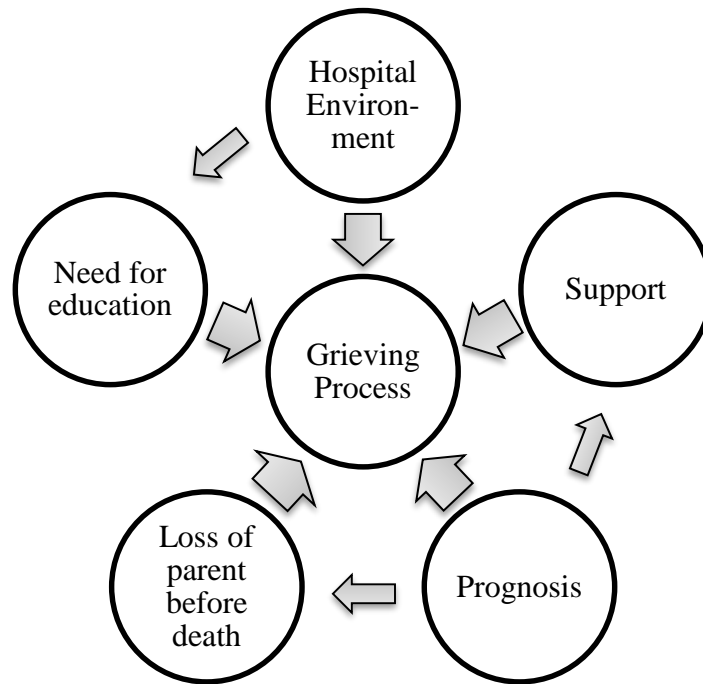 Hospital
Environ-
ment
Need for
education
Support
Grieving
Process
Loss of
parent
before
death
Prognosis